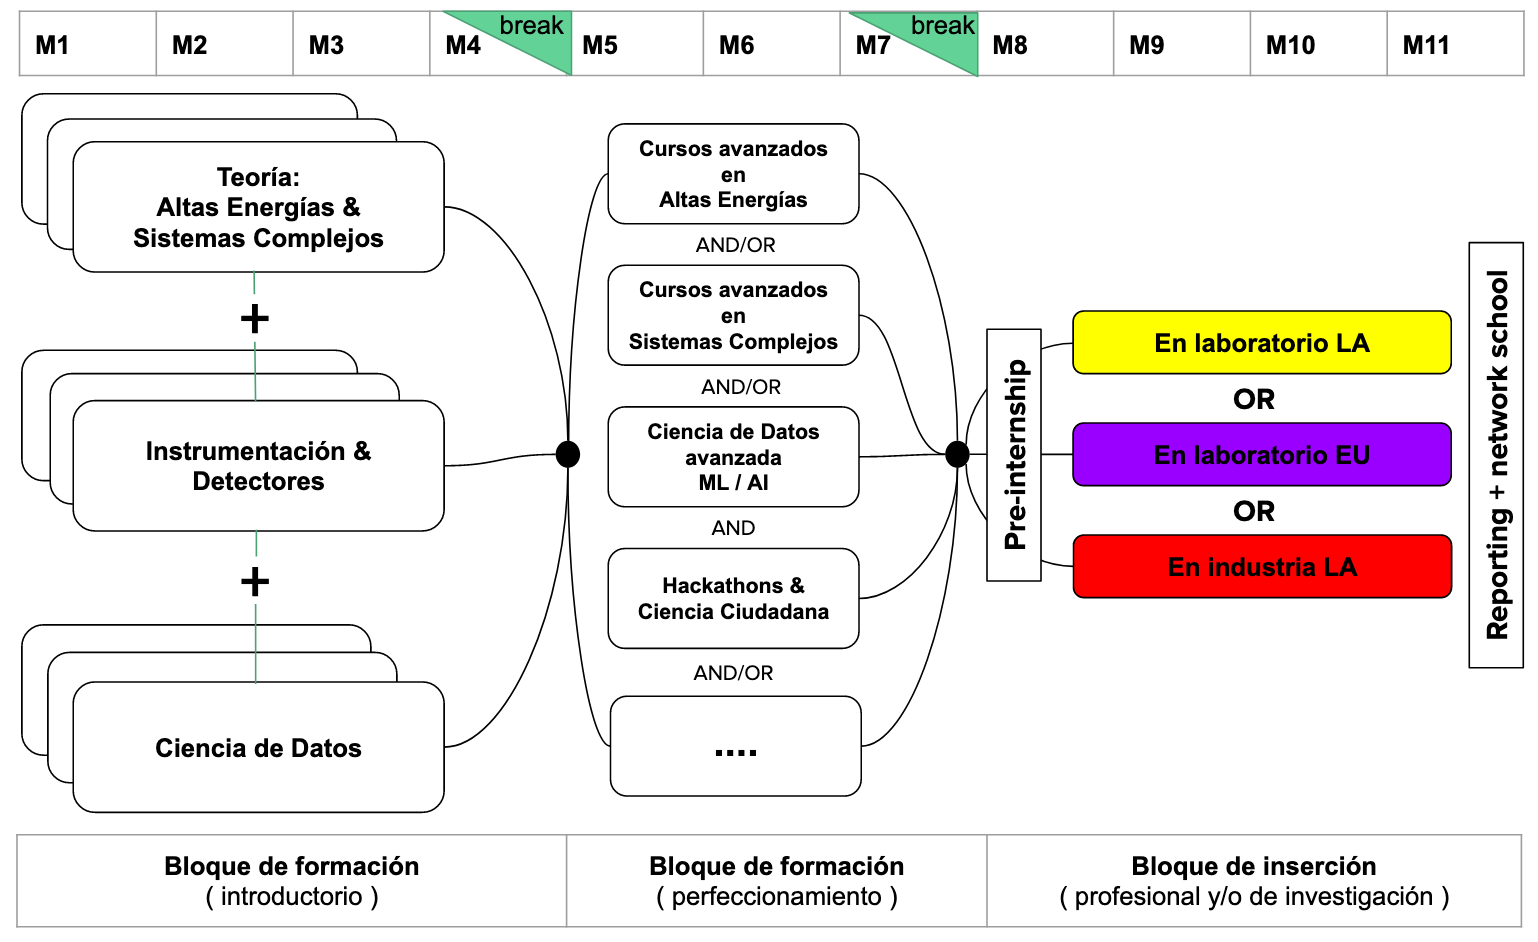 M1
M2
M3
M4
break
M5
M6
M7
break
M8
M9
M10
M11
Teoría:
Altas Energías &
Sistemas Complejos
+
Instrumentación &
Detectores
+
Ciencia de Datos
Cursos avanzados
en
Altas Energías
AND/OR
Cursos avanzados
en
Sistemas Complejos
AND/OR
Ciencia de Datos
avanzada
ML / AI
AND
Hackathons &
Ciencia Ciudadana
AND/OR
....
Pre-internship
En laboratorio LA
OR
En laboratorio EU
OR
En industria LA
Reporting + network school
Bloque de formación
( introductorio )
Bloque de formación
( perfeccionamiento )
Bloque de inserción
( profesional y/o de investigación )